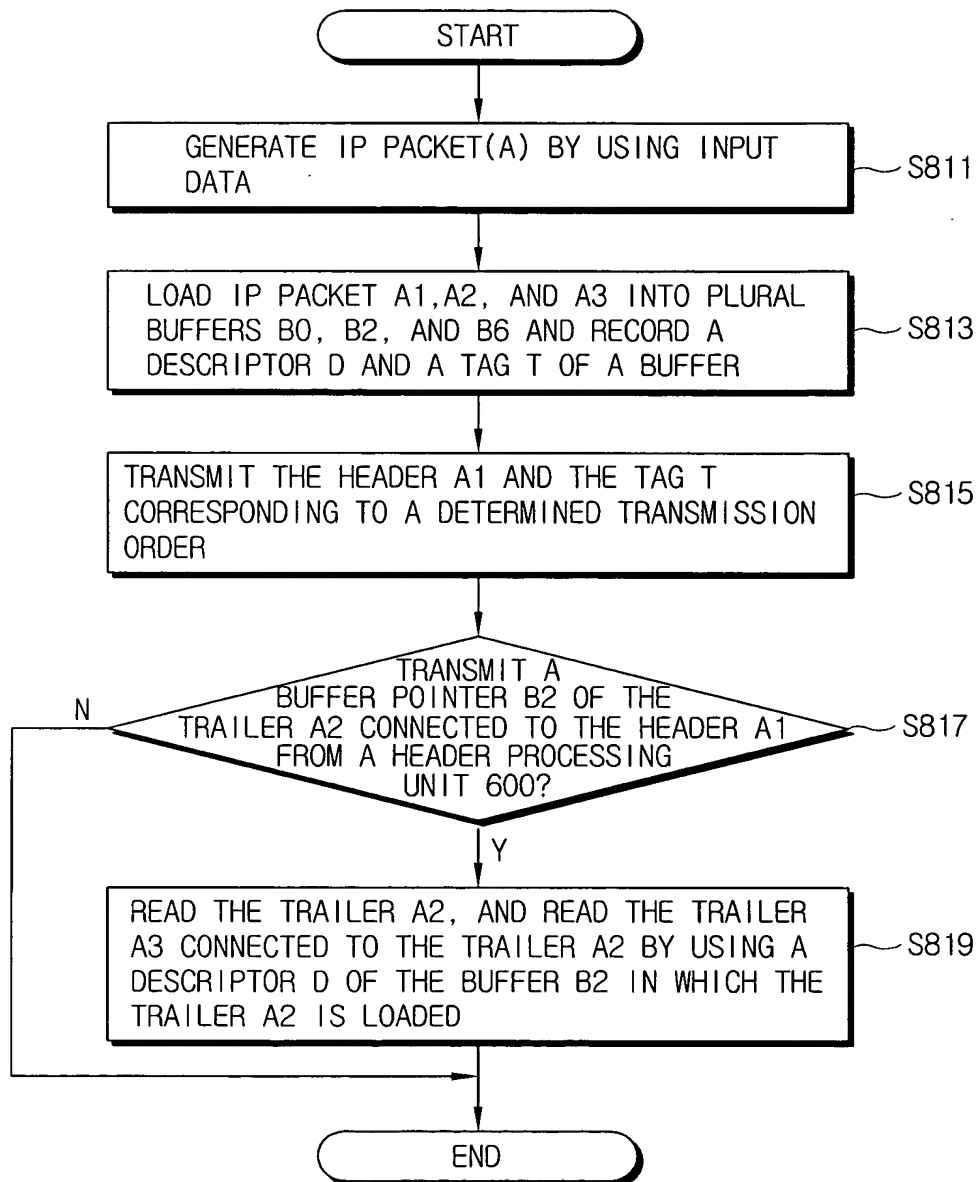 START
GENERATE IP PACKET(A) BY USING INPUT
DATA
S811
LOAD IP PACKET A1,A2, AND A3 INTO PLURAL
BUFFERS B0, B2, AND B6 AND RECORD A
DESCRIPTOR D AND A TAG T OF A BUFFER
S813
TRANSMIT THE HEADER A1 AND THE TAG T
CORRESPONDING TO A DETERMINED TRANSMISSION
ORDER
S815
TRANSMIT A
BUFFER POINTER B2 OF THE
TRAILER A2 CONNECTED TO THE HEADER A1
FROM A HEADER PROCESSING
UNIT 600?
S817
N
Y
READ THE TRAILER A2, AND READ THE TRAILER
A3 CONNECTED TO THE TRAILER A2 BY USING A
DESCRIPTOR D OF THE BUFFER B2 IN WHICH THE
TRAILER A2 IS LOADED
S819
END